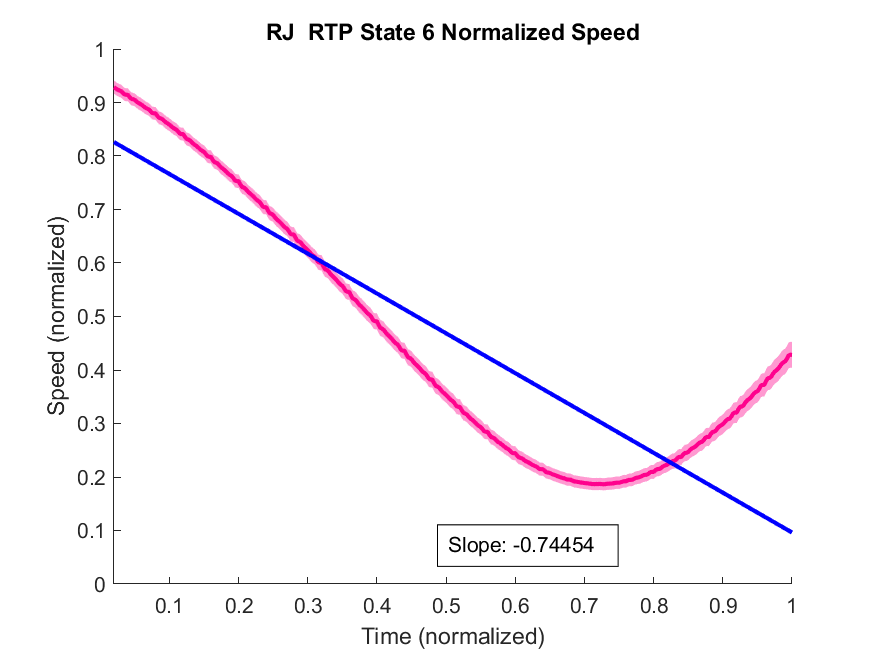 RJ  RTP State 6 Normalized Speed
1
0.9
0.8
0.7
0.6
0.5
0.4
0.3
0.2
0.1
0
Speed (normalized)
Slope: -0.74454
0.1 0.2 0.3 0.4 0.5 0.6 0.7 0.8 0.9 1
Time (normalized)